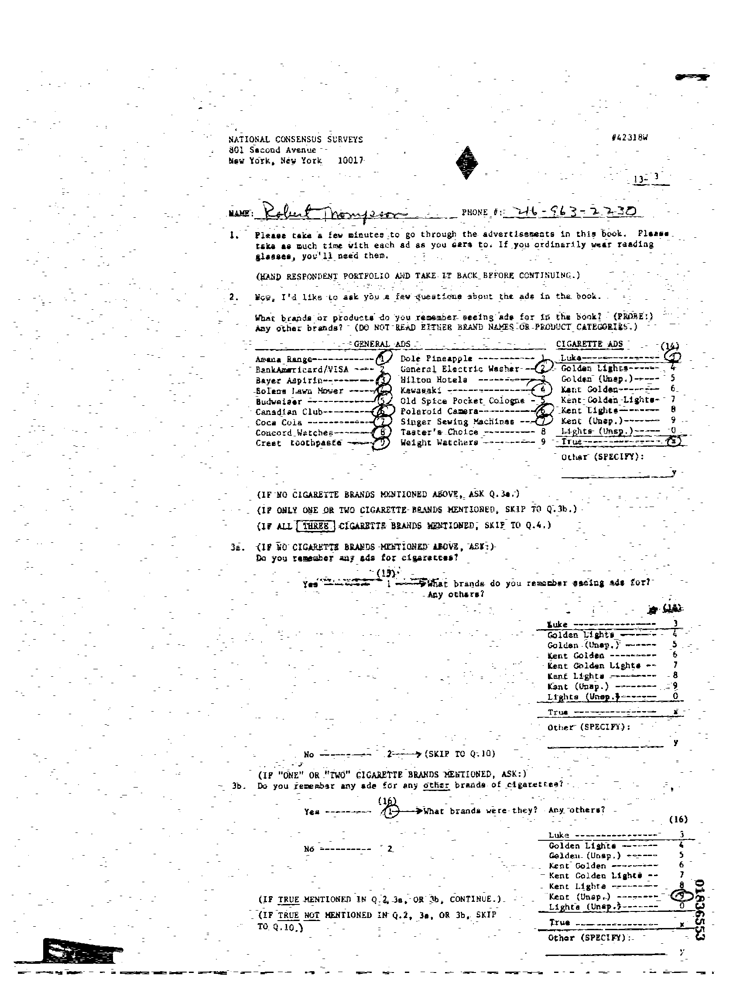 NATIONAL CONSENSUS SURVEYS #42318W
801 Second Avenue
New York, New York 10017
13- 3
NAME: Robert Thompson PHONE #: 216-963-2230
1. Please take a few minutes to go through the advertisements in this book. Please
take as much time with each ad as you care to. If you ordinarily wear reading
glasses, you'll need them.
(HAND RESPONDENT PORTFOLIO AND TAKE IT BACK BEFORE CONTINUING.)
2. Now, I'd like to ask you a few questions about the ads in the book.
What brands or products do you remember seeing ads for in the book? (PROBE:)
Any other brands? (DO NOT READ EITHER BRAND NAMES OR PRODUCT CATEGORIES.)
GENERAL ADS CIGARETTE ADS (14)
Amana Range------------1 Dole Pineapple ---------- 1 Luke---------------- 3
BankAmericard/VISA ---- 2 General Electric Washer -- 2 Golden Lights------- 4
Bayer Aspirin---------- 3 Hilton Hotels ----------- 3 Golden (Unsp.)------ 5
Bolens Lawn Mower ----- 4 Kawasaki ---------------- 4 Kent Golden--------- 6
Budweiser ------------- 5 Old Spice Pocket Cologne - 5 Kent Golden Lights-- 7
Canadian Club---------- 6 Polaroid Camera---------- 6 Kent Lights --------- 8
Coca Cola ------------- 7 Singer Sewing Machines --- 7 Kent (Unsp.)-------- 9
Concord Watches-------- 8 Taster's Choice ---------- 8 Lights (Unsp.)------ 0
Crest toothpaste ------ 9 Weight Watchers ---------- 9 True---------------- x
Other (SPECIFY):
y
(IF NO CIGARETTE BRANDS MENTIONED ABOVE, ASK Q.3a.)
(IF ONLY ONE OR TWO CIGARETTE BRANDS MENTIONED, SKIP TO Q.3b.)
(IF ALL THREE CIGARETTE BRANDS MENTIONED, SKIP TO Q.4.)
3a. (IF NO CIGARETTE BRANDS MENTIONED ABOVE, ASK:)
Do you remember any ads for cigarettes?
(15)
Yes --------- 1 What brands do you remember seeing ads for?
Any others?
Luke ---------------- 3
Golden Lights ------- 4
Golden (Unsp.) ------ 5
Kent Golden --------- 6
Kent Golden Lights -- 7
Kent Lights --------- 8
Kent (Unsp.) -------- 9
Lights (Unsp.)------- 0
True ---------------- x
Other (SPECIFY):
y
No --------- 2 (SKIP TO Q.10)
(IF "ONE" OR "TWO" CIGARETTE BRANDS MENTIONED, ASK:)
3b. Do you remember any ads for any other brands of cigarettes?
(16)
Yes -------- 1 What brands were they? Any others?
(16)
Luke ---------------- 3
No ---------- 2 Golden Lights ------- 4
Golden (Unsp.) ------ 5
Kent Golden --------- 6
Kent Golden Lights -- 7
Kent Lights --------- 8
(IF TRUE MENTIONED IN Q.2, 3a, OR 3b, CONTINUE.) Kent (Unsp.) -------- 9
Lights (Unsp.)------- 0
(IF TRUE NOT MENTIONED IN Q.2, 3a, OR 3b, SKIP
TO Q.10.) True ---------------- x
Other (SPECIFY):
y
01836553